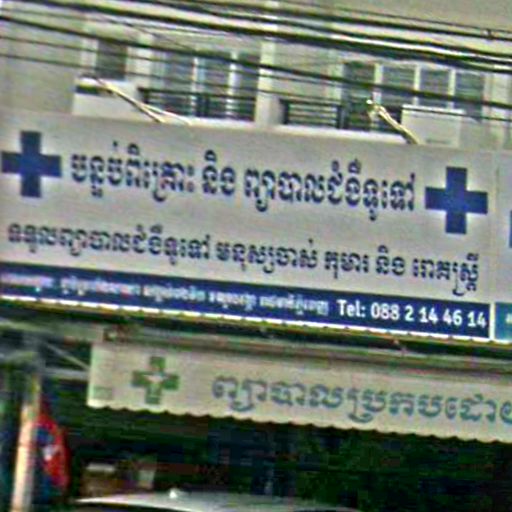 បន្ទប់ពិគ្រោះ និង ព្យាបាលជំងឺទូទៅ
ទទួលព្យាបាលជំងឺទូទៅ មនុស្សចាស់ កុមារ និង រោគស្ត្រី
Tel: 088 2 14 46 14
ព្យាបាលប្រកបដោយ